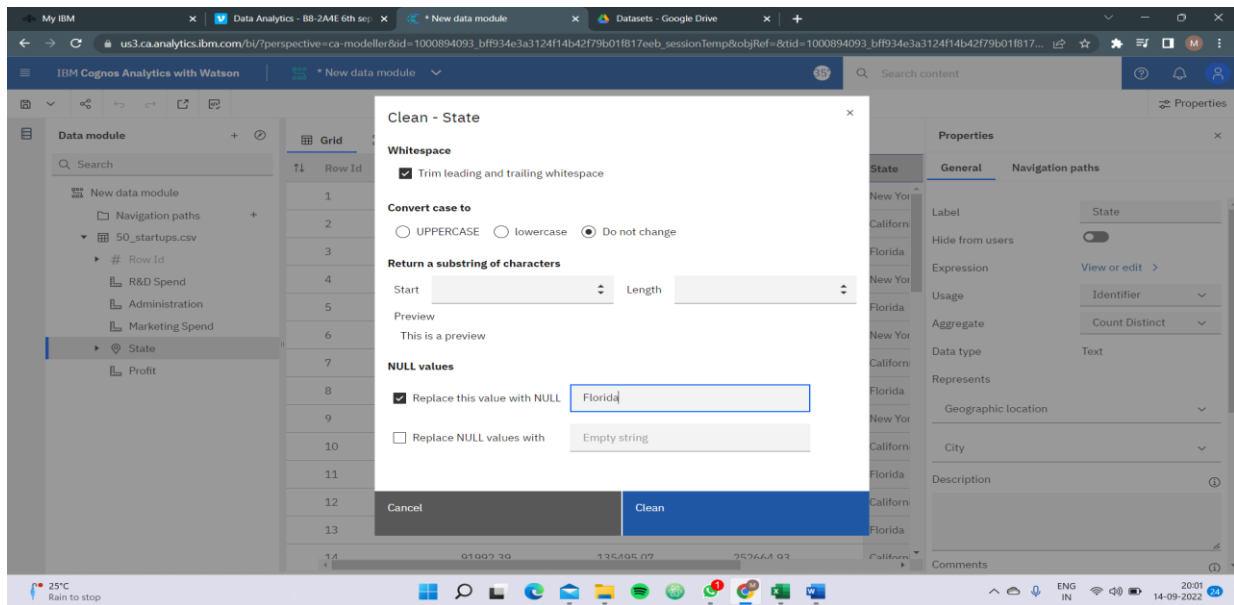 My IBM
Data Analytics - B8-2A4E 6th sep
* New data module
Datasets - Google Drive
us3.ca.analytics.ibm.com/bi/?perspective=ca-modeller&id=1000894093_bff934e3a3124f14b42f79b01f817eeb_sessionTemp&objRef=&tid=1000894093_bff934e3a3124f14b42f79b01f817...
M
IBM Cognos Analytics with Watson
* New data module
35
Search content
Properties
Data module
Search
New data module
Navigation paths
50_startups.csv
# Row Id
R&D Spend
Administration
Marketing Spend
State
Profit
Grid
Row Id
State
1
New Yor
2
Californ
3
Florida
4
New Yor
5
Florida
6
New Yor
7
Californ
8
Florida
9
New Yor
10
Californ
11
Florida
12
Californ
13
Florida
14 91992.39 135495.07 252664.93 Californ
Clean - State
Whitespace
Trim leading and trailing whitespace
Convert case to
UPPERCASE lowercase Do not change
Return a substring of characters
Start Length
Preview
This is a preview
NULL values
Replace this value with NULL Florida
Replace NULL values with Empty string
Cancel Clean
Properties
General Navigation paths
Label State
Hide from users
Expression View or edit >
Usage Identifier
Aggregate Count Distinct
Data type Text
Represents
Geographic location
City
Description
Comments
25°C
Rain to stop
ENG
IN
20:01
14-09-2022
24